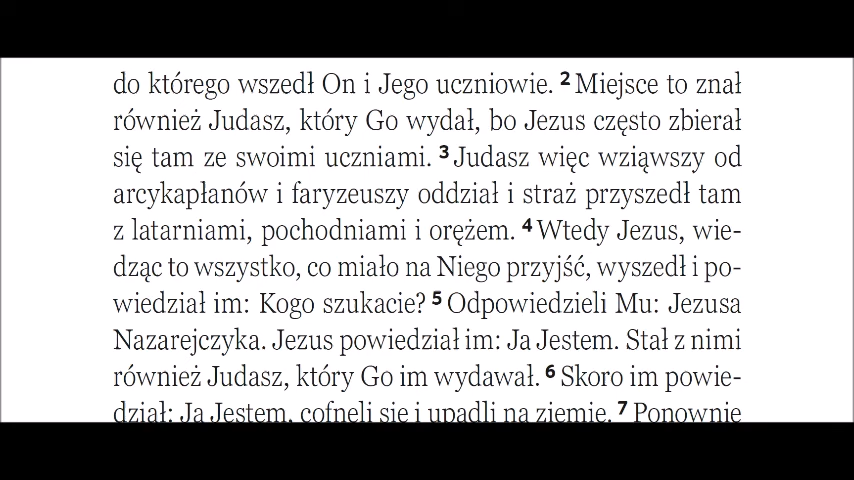 do którego wszedł On i Jego uczniowie. 2 Miejsce to znał
również Judasz, który Go wydał, bo Jezus często zbierał
się tam ze swoimi uczniami. 3 Judasz więc wziąwszy od
arcykapłanów i faryzeuszy oddział i straż przyszedł tam
z latarniami, pochodniami i orężem. 4 Wtedy Jezus, wie-
dząc to wszystko, co miało na Niego przyjść, wyszedł i po-
wiedział im: Kogo szukacie? 5 Odpowiedzieli Mu: Jezusa
Nazarejczyka. Jezus powiedział im: Ja Jestem. Stał z nimi
również Judasz, który Go im wydawał. 6 Skoro im powie-
dział: Ja Jestem, cofnęli się i upadli na ziemię. 7 Ponownie